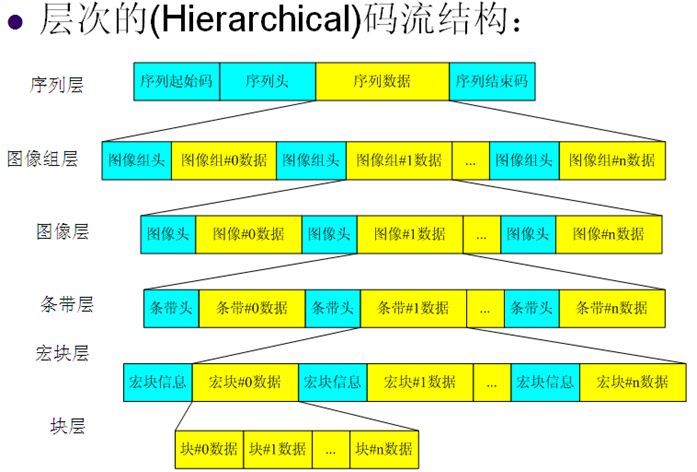 ● 层次的(Hierarchical)码流结构：
序列层
序列起始码 序列头 序列数据 序列结束码
图像组层
图像组头 图像组#0数据 图像组头 图像组#1数据 ... 图像组头 图像组#n数据
图像层
图像头 图像#0数据 图像头 图像#1数据 ... 图像头 图像#n数据
条带层
条带头 条带#0数据 条带头 条带#1数据 ... 条带头 条带#n数据
宏块层
宏块信息 宏块#0数据 宏块信息 宏块#1数据 ... 宏块信息 宏块#n数据
块层
块#0数据 块#1数据 ... 块#n数据